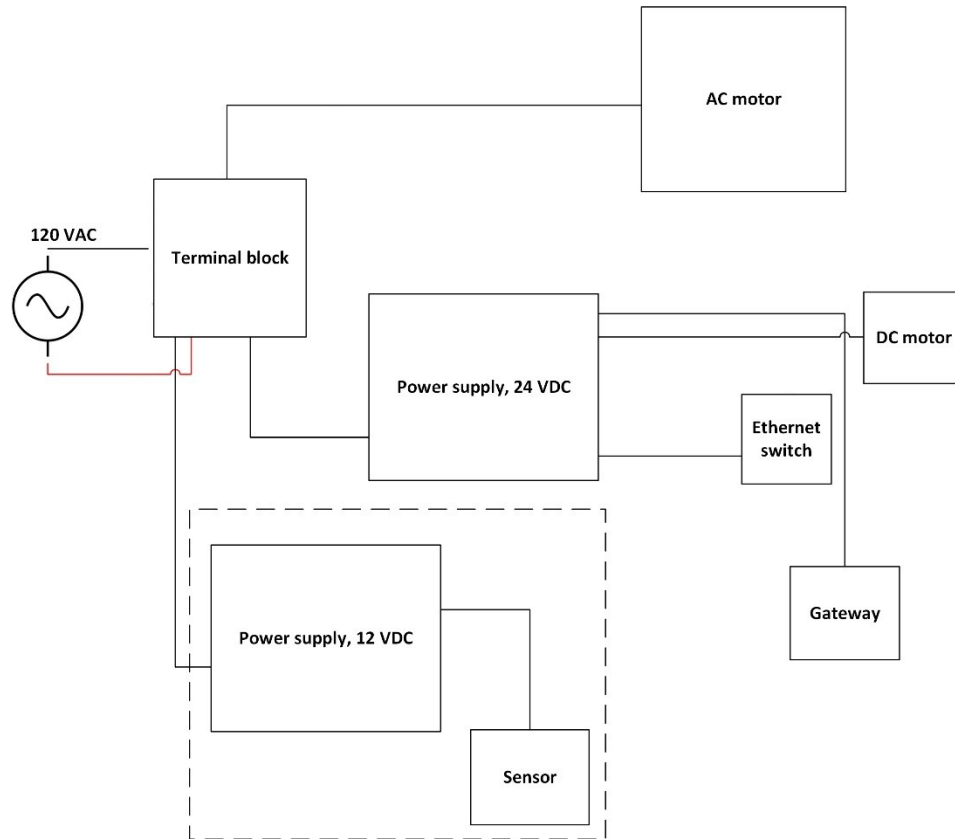 AC motor
120 VAC
Terminal block
DC motor
Power supply, 24 VDC
Ethernet
switch
Gateway
Power supply, 12 VDC
Sensor